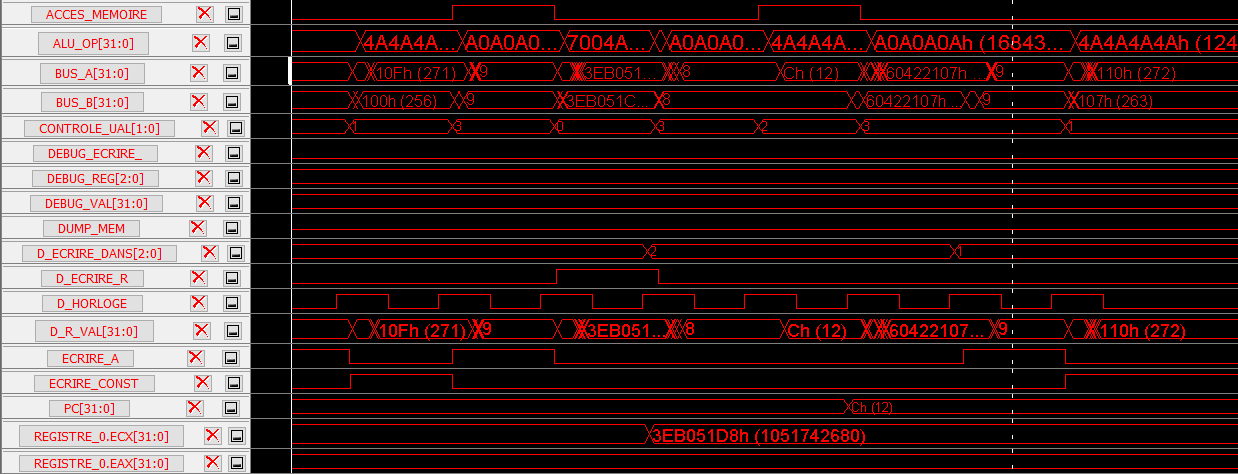 ACCES_MEMOIRE
ALU_OP[31:0] 4A4A4A... A0A0A0... 7004A... A0A0A0... 4A4A4A... A0A0A0Ah (16843... 4A4A4A4Ah (124
BUS_A[31:0] 10Fh (271) 9 3EB051... 8 Ch (12) 60422107h ... 9 110h (272)
BUS_B[31:0] 100h (256) 9 3EB051C... 8 60422107h ... 9 107h (263)
CONTROLE_UAL[1:0] 1 3 0 3 2 3 1
DEBUG_ECRIRE_
DEBUG_REG[2:0]
DEBUG_VAL[31:0]
DUMP_MEM
D_ECRIRE_DANS[2:0] 2
D_ECRIRE_R
D_HORLOGE
D_R_VAL[31:0] 10Fh (271) 9 3EB051... 8 Ch (12) 60422107... 9 110h (272)
ECRIRE_A
ECRIRE_CONST
PC[31:0] Ch (12)
REGISTRE_0.ECX[31:0] 3EB051D8h (1051742680)
REGISTRE_0.EAX[31:0]